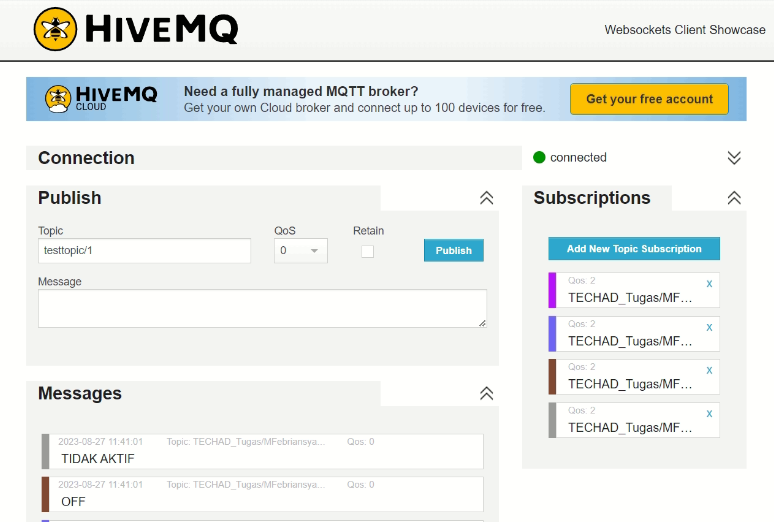 HIVEMQ
Websockets Client Showcase
HIVEMQ
CLOUD
Need a fully managed MQTT broker?
Get your own Cloud broker and connect up to 100 devices for free.
Get your free account
Connection
connected
Publish
Topic
QoS
Retain
testtopic/1
0
Publish
Message
Messages
2023-08-27 11:41:01 Topic: TECHAD_Tugas/MFebriansya... Qos: 0
TIDAK AKTIF
2023-08-27 11:41:01 Topic: TECHAD_Tugas/MFebriansya... Qos: 0
OFF
Subscriptions
Add New Topic Subscription
Qos: 2 x
TECHAD_Tugas/MF...
Qos: 2 x
TECHAD_Tugas/MF...
Qos: 2 x
TECHAD_Tugas/MF...
Qos: 2 x
TECHAD_Tugas/MF...